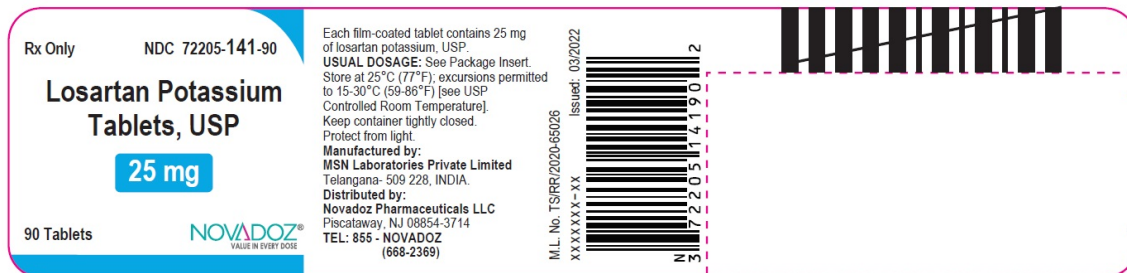 Rx Only NDC 72205-141-90
Losartan Potassium
Tablets, USP
25 mg
90 Tablets
NOVADOZ®
VALUE IN EVERY DOSE
Each film-coated tablet contains 25 mg
of losartan potassium, USP.
USUAL DOSAGE: See Package Insert.
Store at 25°C (77°F); excursions permitted
to 15-30°C (59-86°F) [see USP
Controlled Room Temperature].
Keep container tightly closed.
Protect from light.
Manufactured by:
MSN Laboratories Private Limited
Telangana- 509 228, INDIA.
Distributed by:
Novadoz Pharmaceuticals LLC
Piscataway, NJ 08854-3714
TEL: 855 - NOVADOZ
(668-2369)
M.L. No. TS/RR/2020-65026
XXXXXXX-XX Issued: 03/2022
N 3 72205 14190 2